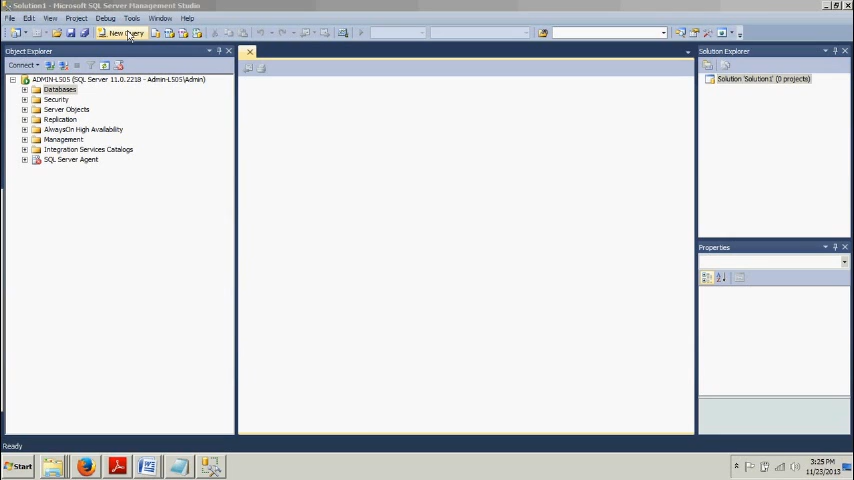 Solution1 - Microsoft SQL Server Management Studio
File Edit View Project Debug Tools Window Help
New Query
Object Explorer
Solution Explorer
Connect
ADMIN-L505 (SQL Server 11.0.2218 - Admin-L505\Admin)
Solution 'Solution1' (0 projects)
Databases
Security
Server Objects
Replication
AlwaysOn High Availability
Management
Integration Services Catalogs
SQL Server Agent
Properties
Ready
Start
3:25 PM
11/23/2013